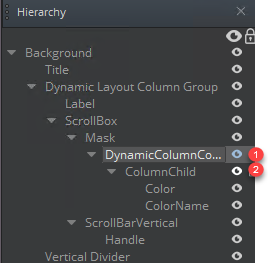 Hierarchy
Background
Title
Dynamic Layout Column Group
Label
ScrollBox
Mask
DynamicColumnCo...
1
ColumnChild
2
Color
ColorName
ScrollBarVertical
Handle
Vertical Divider